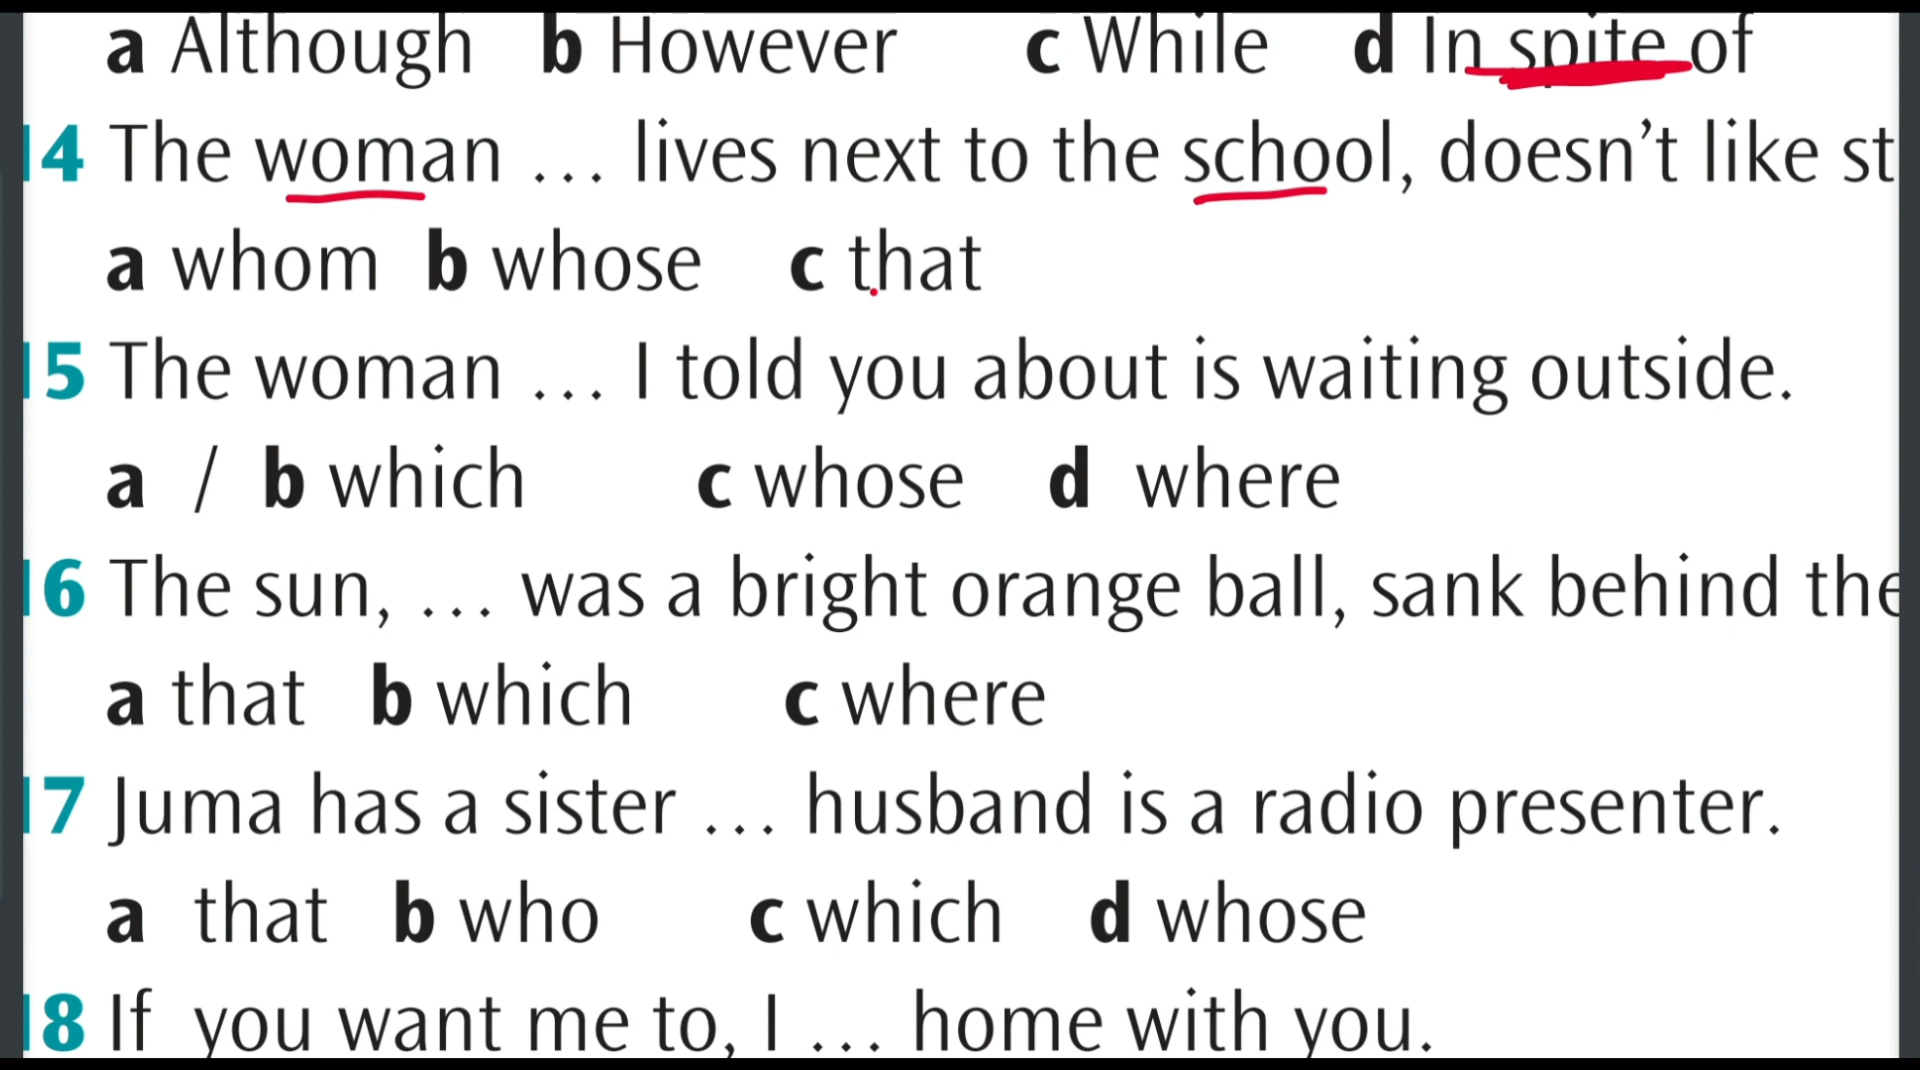 a Although b However c While d In spite of
14 The woman … lives next to the school, doesn't like st
a whom b whose c that
15 The woman … I told you about is waiting outside.
a / b which c whose d where
16 The sun, … was a bright orange ball, sank behind the
a that b which c where
17 Juma has a sister … husband is a radio presenter.
a that b who c which d whose
18 If you want me to, I … home with you.